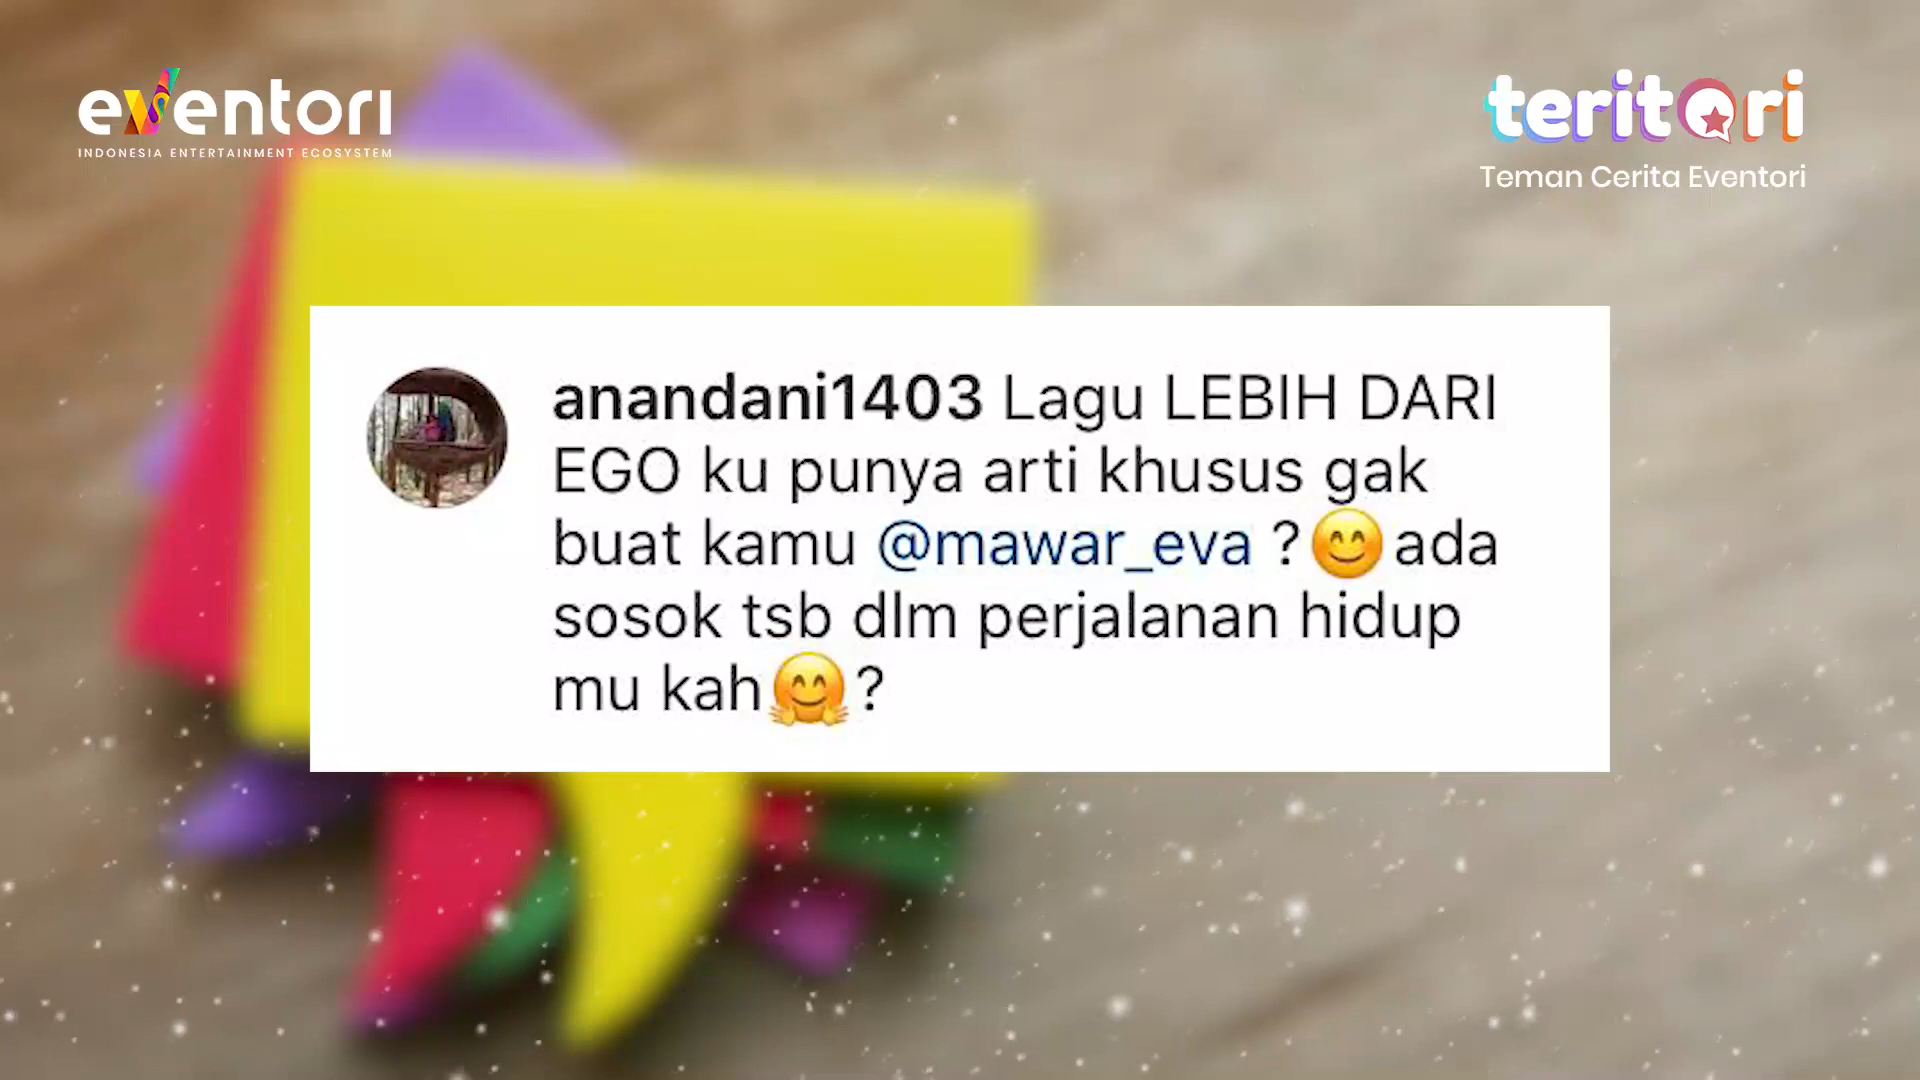 eventori
INDONESIA ENTERTAINMENT ECOSYSTEM
teritori
Teman Cerita Eventori
anandani1403 Lagu LEBIH DARI
EGO ku punya arti khusus gak
buat kamu @mawar_eva ?😊ada
sosok tsb dlm perjalanan hidup
mu kah🤗?